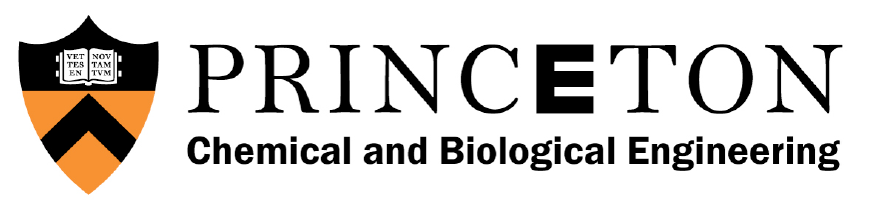 VET NOV
TES TAM
EN TVM
PRINCETON
Chemical and Biological Engineering